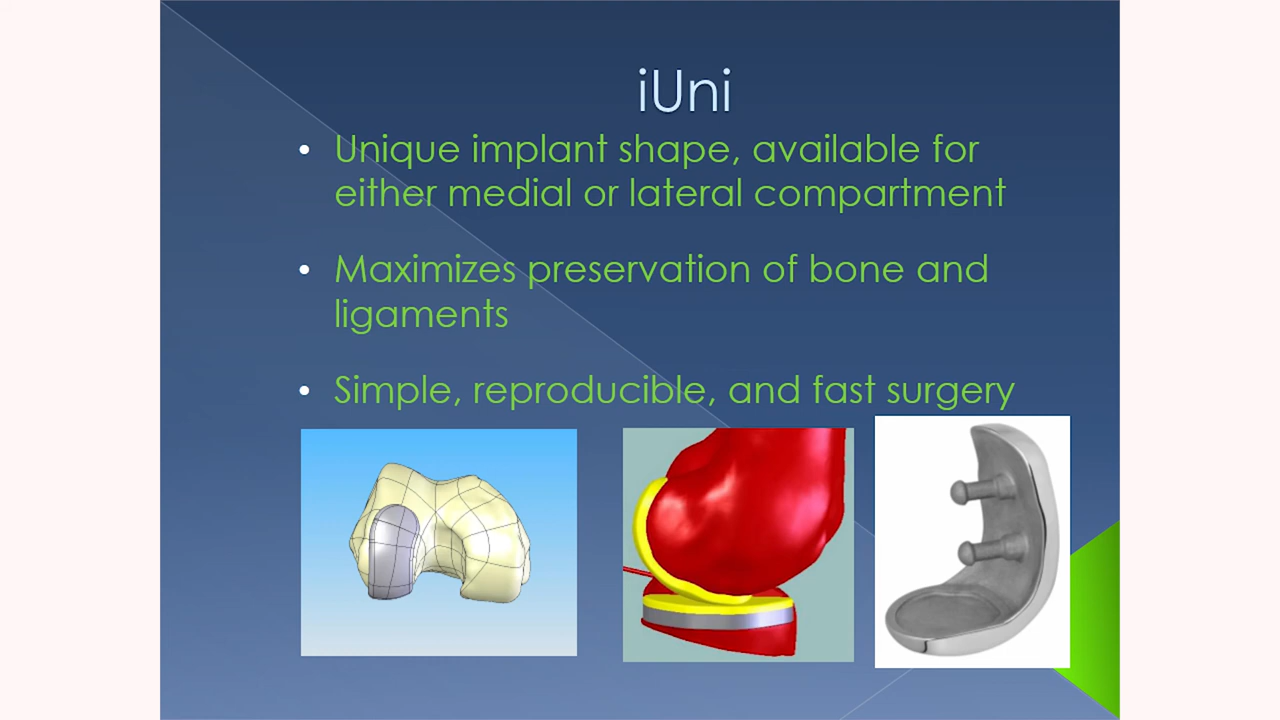 iUni
• Unique implant shape, available for
either medial or lateral compartment
• Maximizes preservation of bone and
ligaments
• Simple, reproducible, and fast surgery